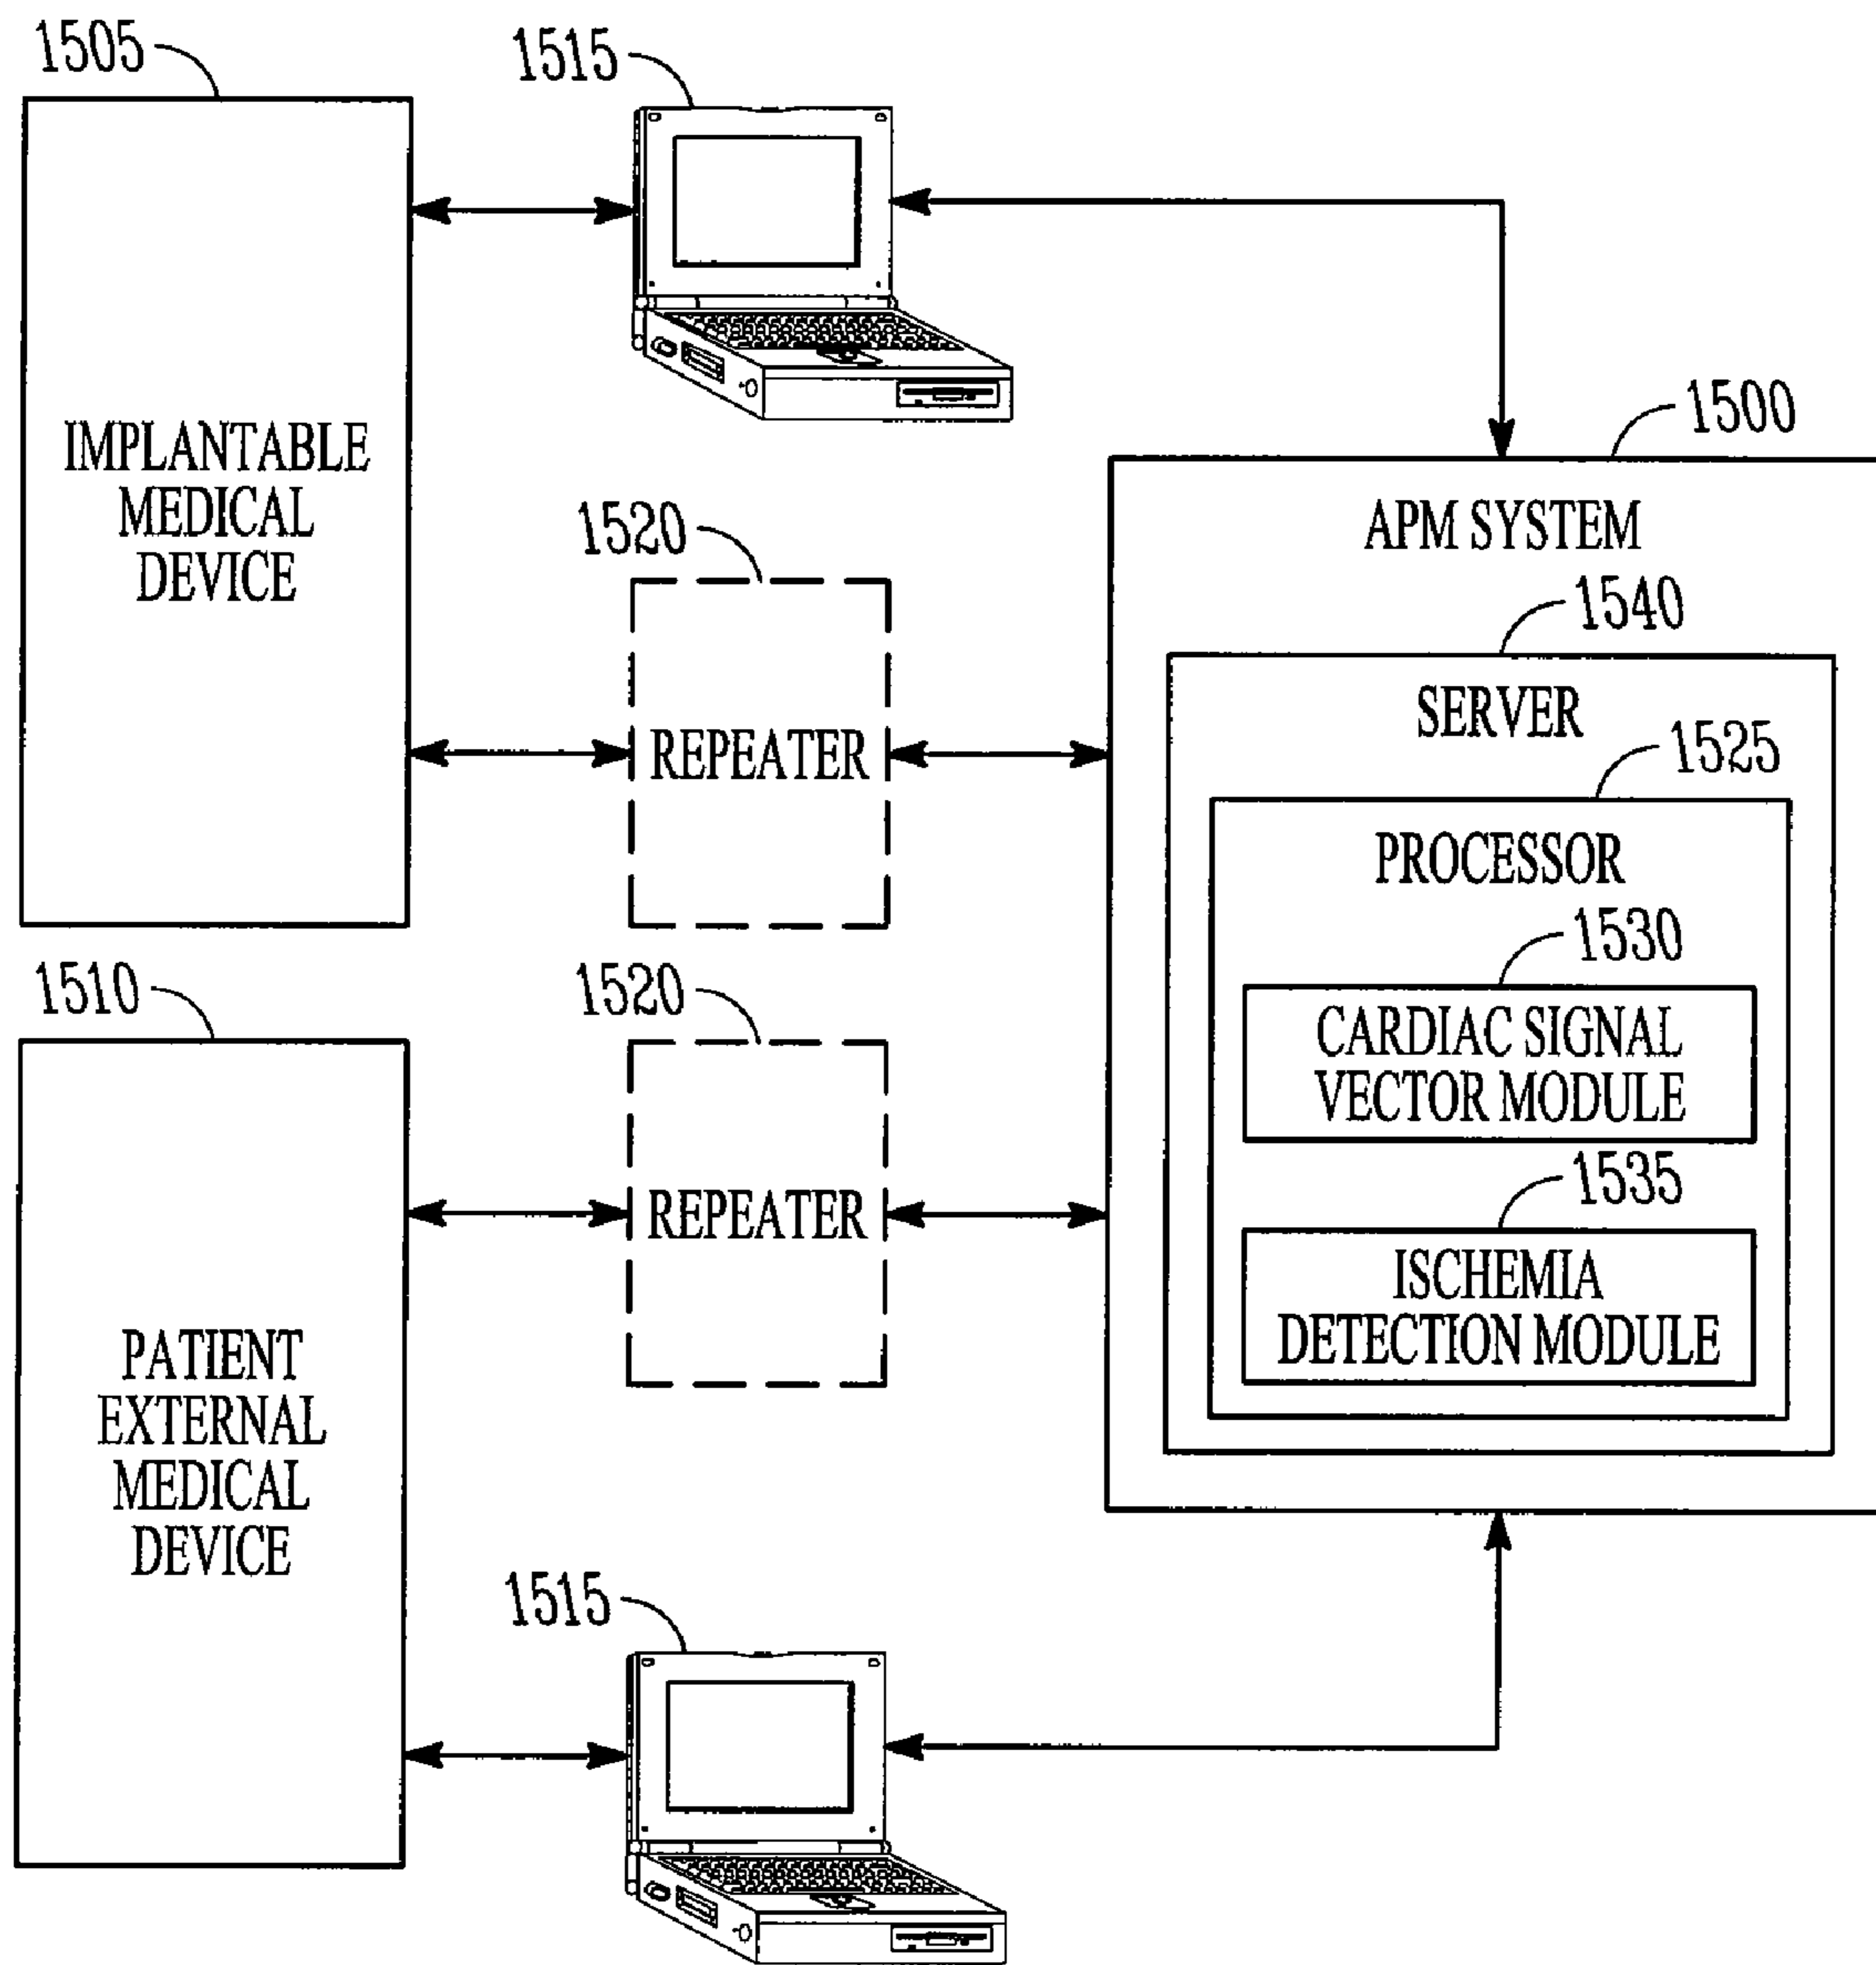 1505
1515
IMPLANTABLE
MEDICAL
DEVICE
1500
APM SYSTEM
1520
REPEATER
1540
SERVER
1525
PROCESSOR
1530
CARDIAC SIGNAL
VECTOR MODULE
1535
ISCHEMIA
DETECTION MODULE
1510
1520
REPEATER
PATIENT
EXTERNAL
MEDICAL
DEVICE
1515